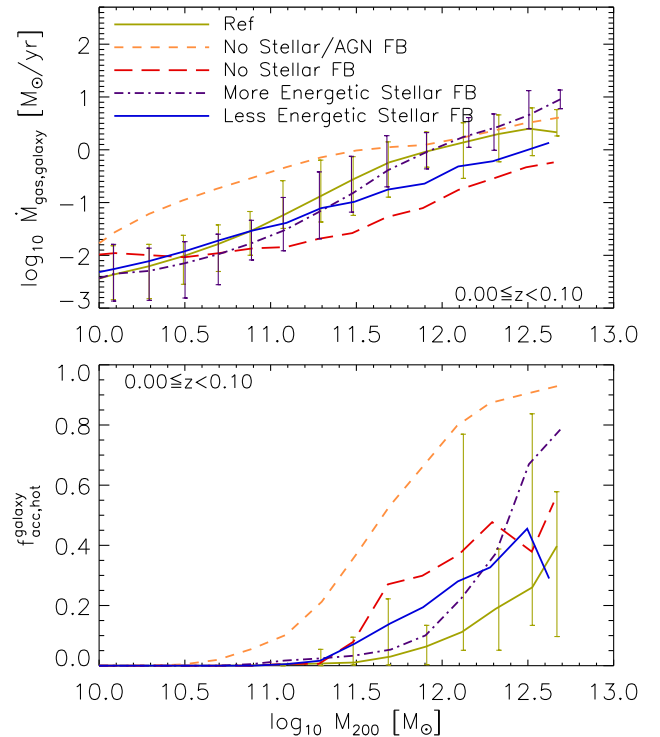 Ref
No Stellar/AGN FB
No Stellar FB
More Energetic Stellar FB
Less Energetic Stellar FB
log₁₀ Ṁgas,galaxy [M⊙/yr]
2
1
0
−1
−2
−3
0.00≦z<0.10
10.0 10.5 11.0 11.5 12.0 12.5 13.0
0.00≦z<0.10
f^galaxy_acc,hot
1.0
0.8
0.6
0.4
0.2
0.0
10.0 10.5 11.0 11.5 12.0 12.5 13.0
log₁₀ M₂₀₀ [M⊙]